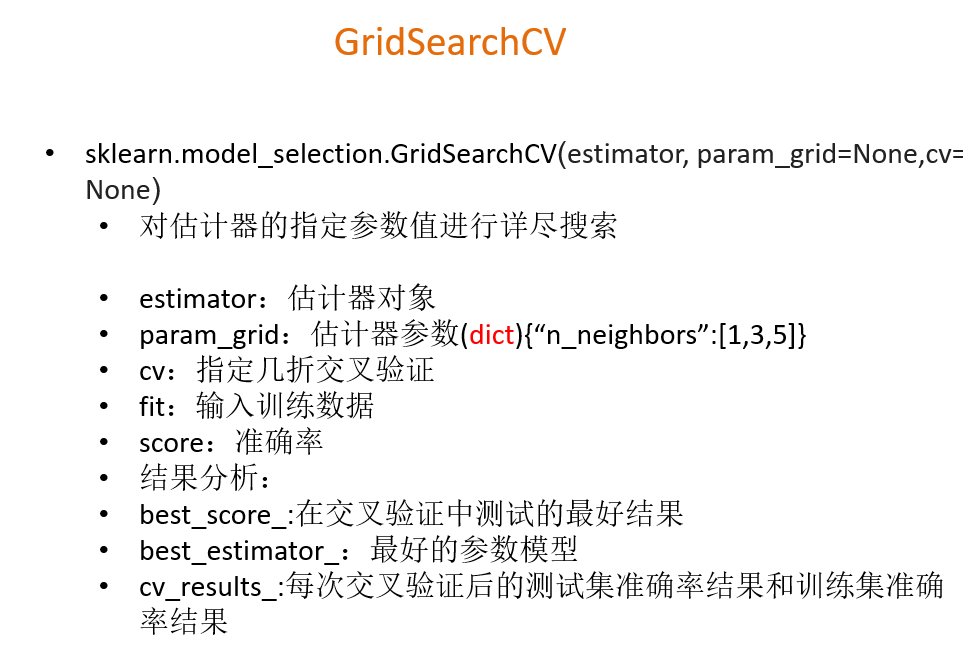 GridSearchCV
• sklearn.model_selection.GridSearchCV(estimator, param_grid=None,cv=
None)
• 对估计器的指定参数值进行详尽搜索
• estimator：估计器对象
• param_grid：估计器参数(dict){“n_neighbors”:[1,3,5]}
• cv：指定几折交叉验证
• fit：输入训练数据
• score：准确率
• 结果分析：
• best_score_:在交叉验证中测试的最好结果
• best_estimator_：最好的参数模型
• cv_results_:每次交叉验证后的测试集准确率结果和训练集准确
率结果